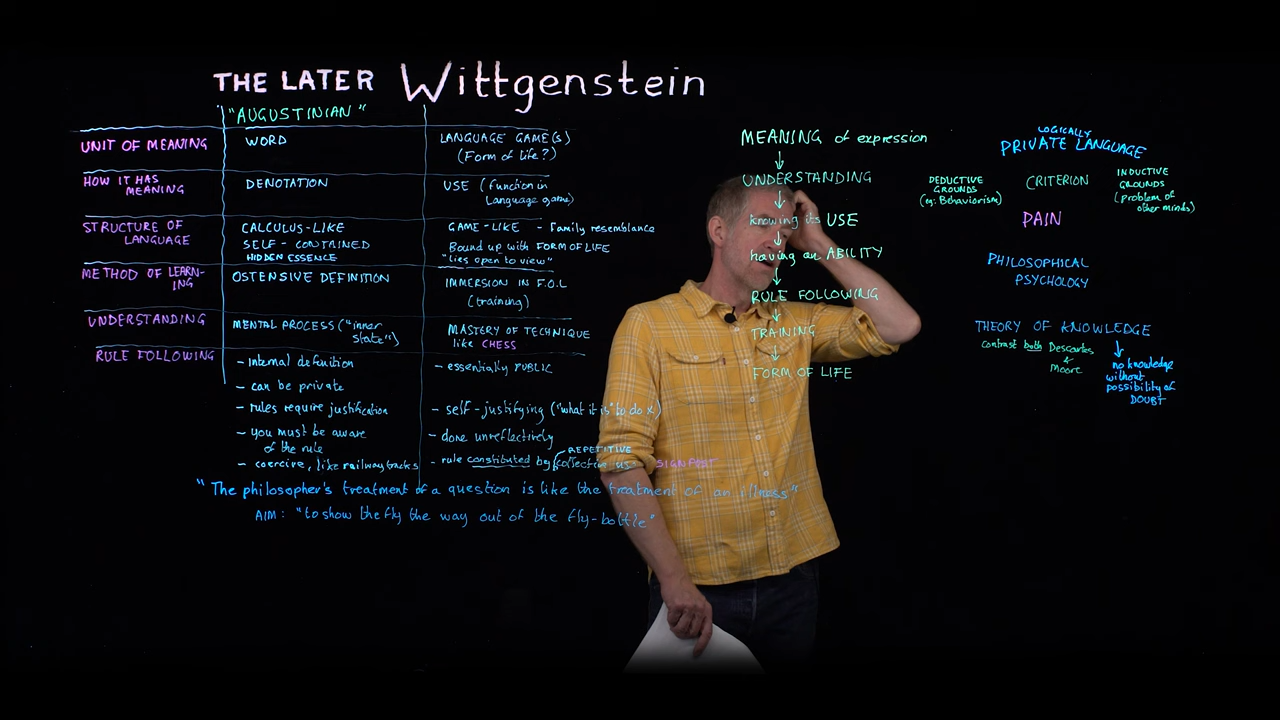 THE LATER Wittgenstein
"AUGUSTINIAN"
UNIT OF MEANING
WORD
LANGUAGE GAME(S)
(Form of life?)
HOW IT HAS
MEANING
DENOTATION
USE (function in
Language game)
STRUCTURE OF
LANGUAGE
CALCULUS-LIKE
SELF-CONTAINED
HIDDEN ESSENCE
GAME-LIKE - Family resemblance
Bound up with FORM OF LIFE
"lies open to view"
METHOD OF LEARN-
ING
OSTENSIVE DEFINITION
IMMERSION IN F.O.L
(training)
UNDERSTANDING
MENTAL PROCESS ("inner
state")
MASTERY OF TECHNIQUE
like CHESS
RULE FOLLOWING
- internal definition
- can be private
- rules require justification
- you must be aware
of the rule
- coercive, like railway tracks
- essentially PUBLIC
- self-justifying ("what it is" to do x)
- done unreflectively
REPETITIVE
- rule constituted by collective use
SIGNPOST
"The philosopher's treatment of a question is like the treatment of an illness"
AIM: "to show the fly the way out of the fly-bottle"
MEANING of expression
↓
UNDERSTANDING
↓
knowing its USE
↓
having an ABILITY
↓
RULE FOLLOWING
↓
TRAINING
↓
FORM OF LIFE
LOGICALLY
PRIVATE LANGUAGE
DEDUCTIVE
GROUNDS
(eg: Behaviorism)
CRITERION
INDUCTIVE
GROUNDS
(problem of
other minds)
PAIN
PHILOSOPHICAL
PSYCHOLOGY
THEORY OF KNOWLEDGE
contrast both Descartes
&
Moore
↓
no knowledge
without
possibility of
DOUBT